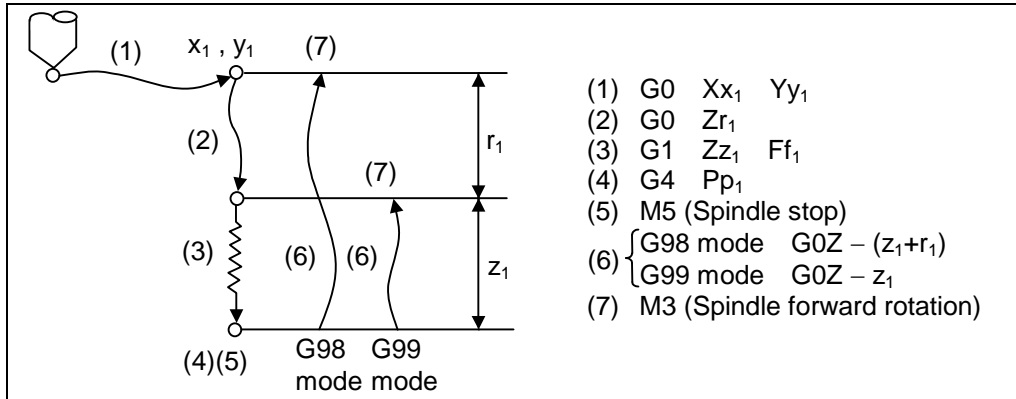 (1)
x₁ , y₁
(7)
(2)
r₁
(7)
(3)
(6)
(6)
z₁
(4)(5)
G98
mode
G99
mode
(1) G0 Xx₁ Yy₁
(2) G0 Zr₁
(3) G1 Zz₁ Ff₁
(4) G4 Pp₁
(5) M5 (Spindle stop)
(6) G98 mode G0Z – (z₁+r₁)
G99 mode G0Z – z₁
(7) M3 (Spindle forward rotation)